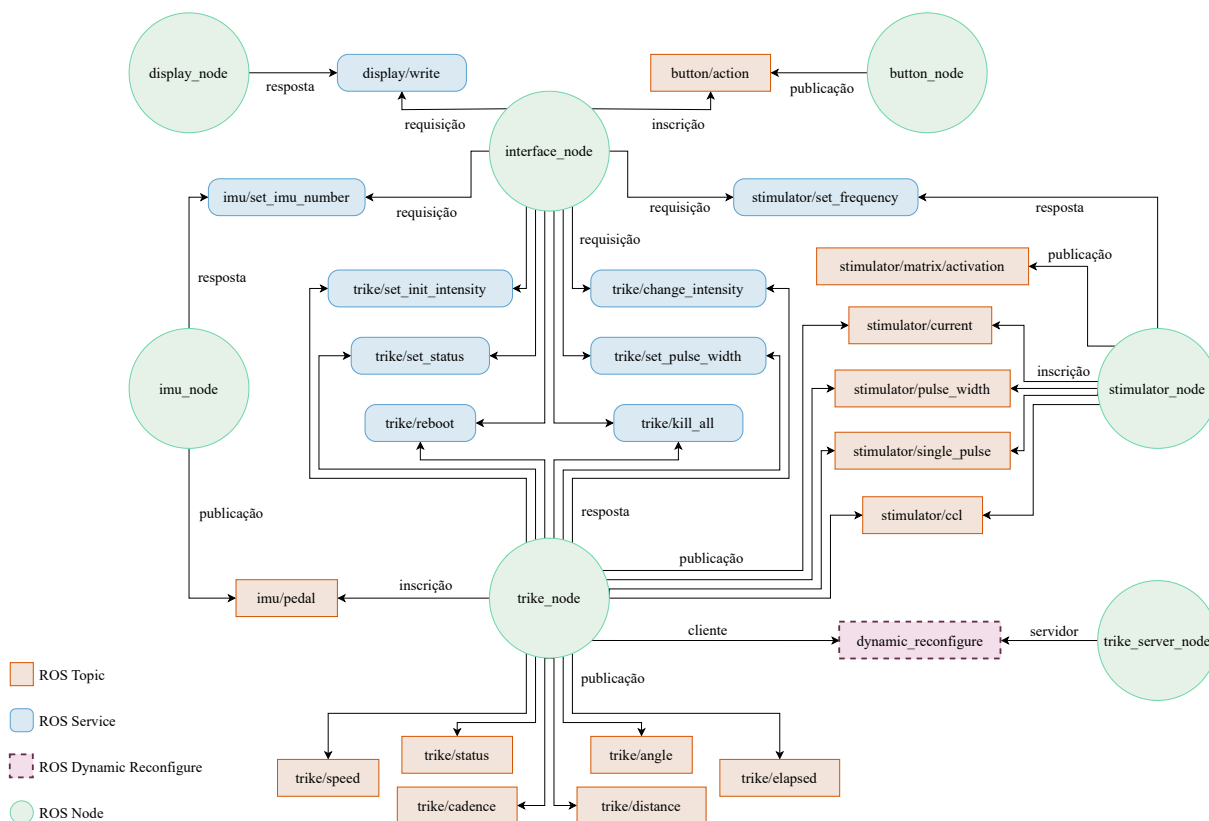 display_node
display/write
button/action
button_node
resposta
publicação
requisição
inscrição
interface_node
imu/set_imu_number
stimulator/set_frequency
requisição
requisição
resposta
requisição
publicação
stimulator/matrix/activation
resposta
trike/set_init_intensity
trike/change_intensity
stimulator/current
trike/set_status
trike/set_pulse_width
inscrição
imu_node
stimulator/pulse_width
stimulator_node
trike/reboot
trike/kill_all
stimulator/single_pulse
publicação
resposta
stimulator/ccl
publicação
imu/pedal
inscrição
trike_node
cliente
dynamic_reconfigure
servidor
trike_server_node
ROS Topic
publicação
ROS Service
trike/status
trike/angle
ROS Dynamic Reconfigure
trike/speed
trike/elapsed
trike/cadence
trike/distance
ROS Node